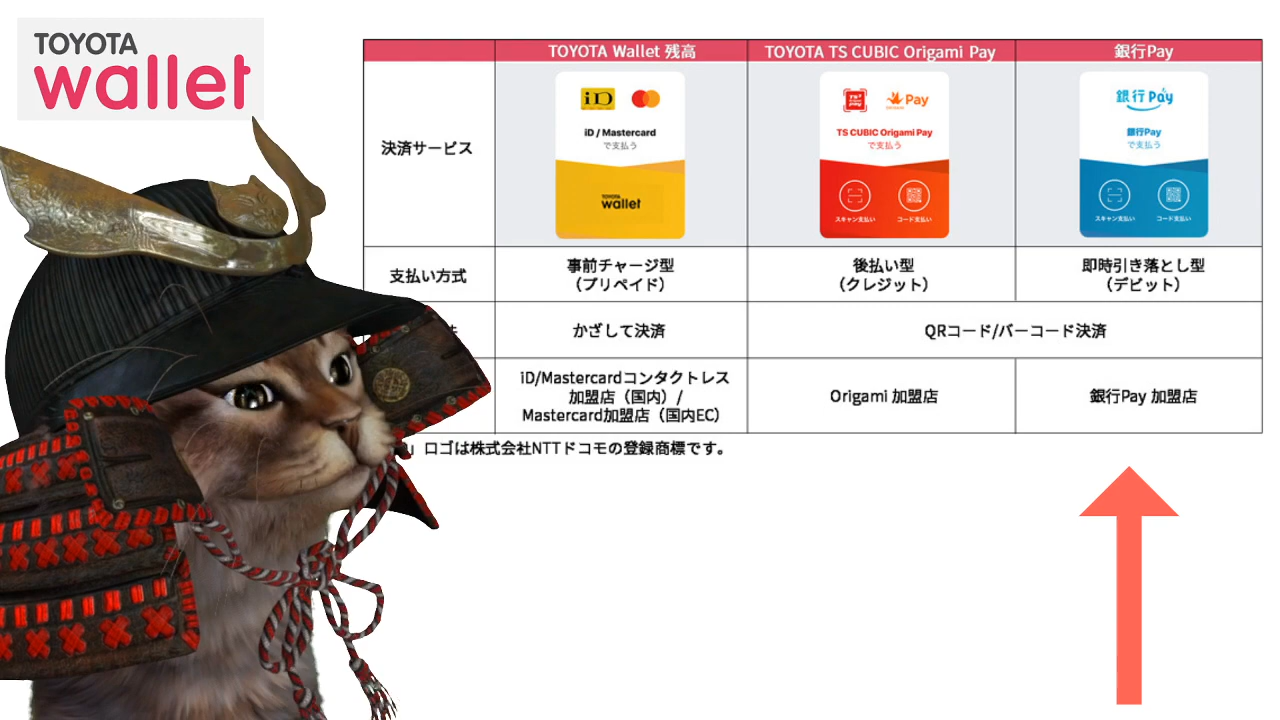 TOYOTA
wallet
TOYOTA Wallet 残高
TOYOTA TS CUBIC Origami Pay
銀行Pay
決済サービス
iD
iD / Mastercard
で支払う
TOYOTA
wallet
TS³
Pay
TS CUBIC Origami Pay
で支払う
スキャン支払い
コード支払い
銀行Pay
銀行Pay
で支払う
スキャン支払い
コード支払い
支払い方式
事前チャージ型
（プリペイド）
後払い型
（クレジット）
即時引き落とし型
（デビット）
かざして決済
QRコード/バーコード決済
iD/Mastercardコンタクトレス
加盟店（国内）/
Mastercard加盟店（国内EC）
Origami 加盟店
銀行Pay 加盟店
」ロゴは株式会社NTTドコモの登録商標です。